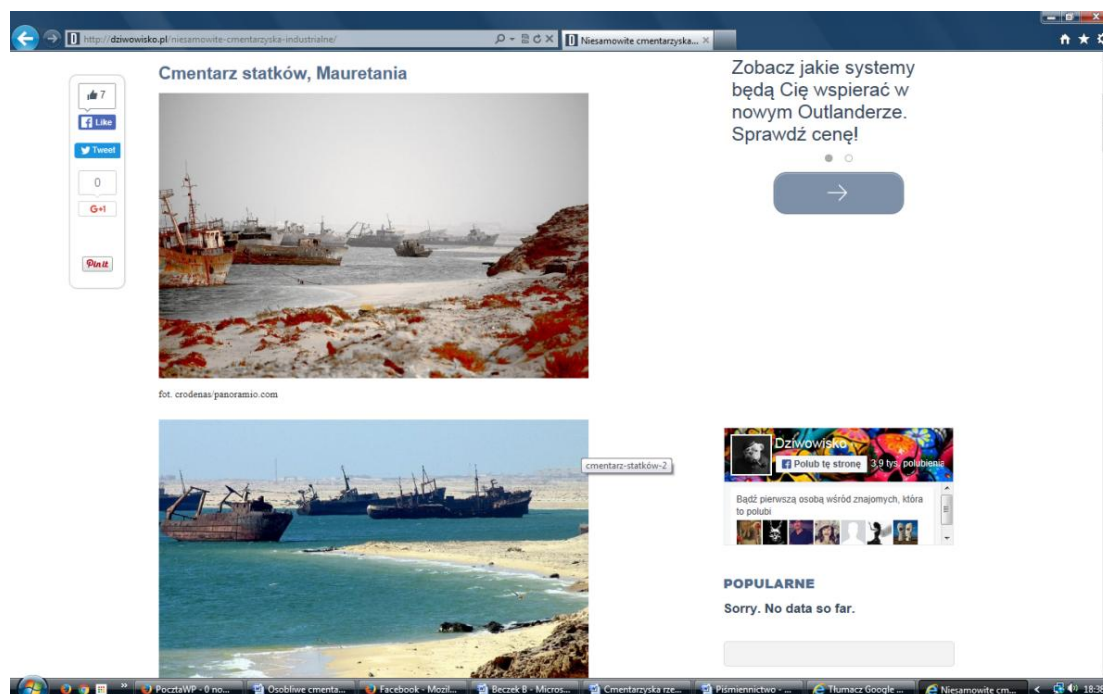 http://dziwowisko.pl/niesamowite-cmentarzyska-industrialne/
Niesamowite cmentarzyska...
7
Like
Tweet
0
G+1
Pin it
Cmentarz statków, Mauretania
fot. crodenas/panoramio.com
cmentarz-statków-2
Zobacz jakie systemy
będą Cię wspierać w
nowym Outlanderze.
Sprawdź cenę!
Dziwowisko
Polub tę stronę
3,9 tys. polubienia
Bądź pierwszą osobą wśród znajomych, która
to polubi
POPULARNE
Sorry. No data so far.
PocztaWP - 0 no...
Osobliwe cmenta...
Facebook - Mozil...
Beczek B - Micros...
Cmentarzyska rze...
Piśmiennictwo - ...
Tłumacz Google ...
Niesamowite cm...